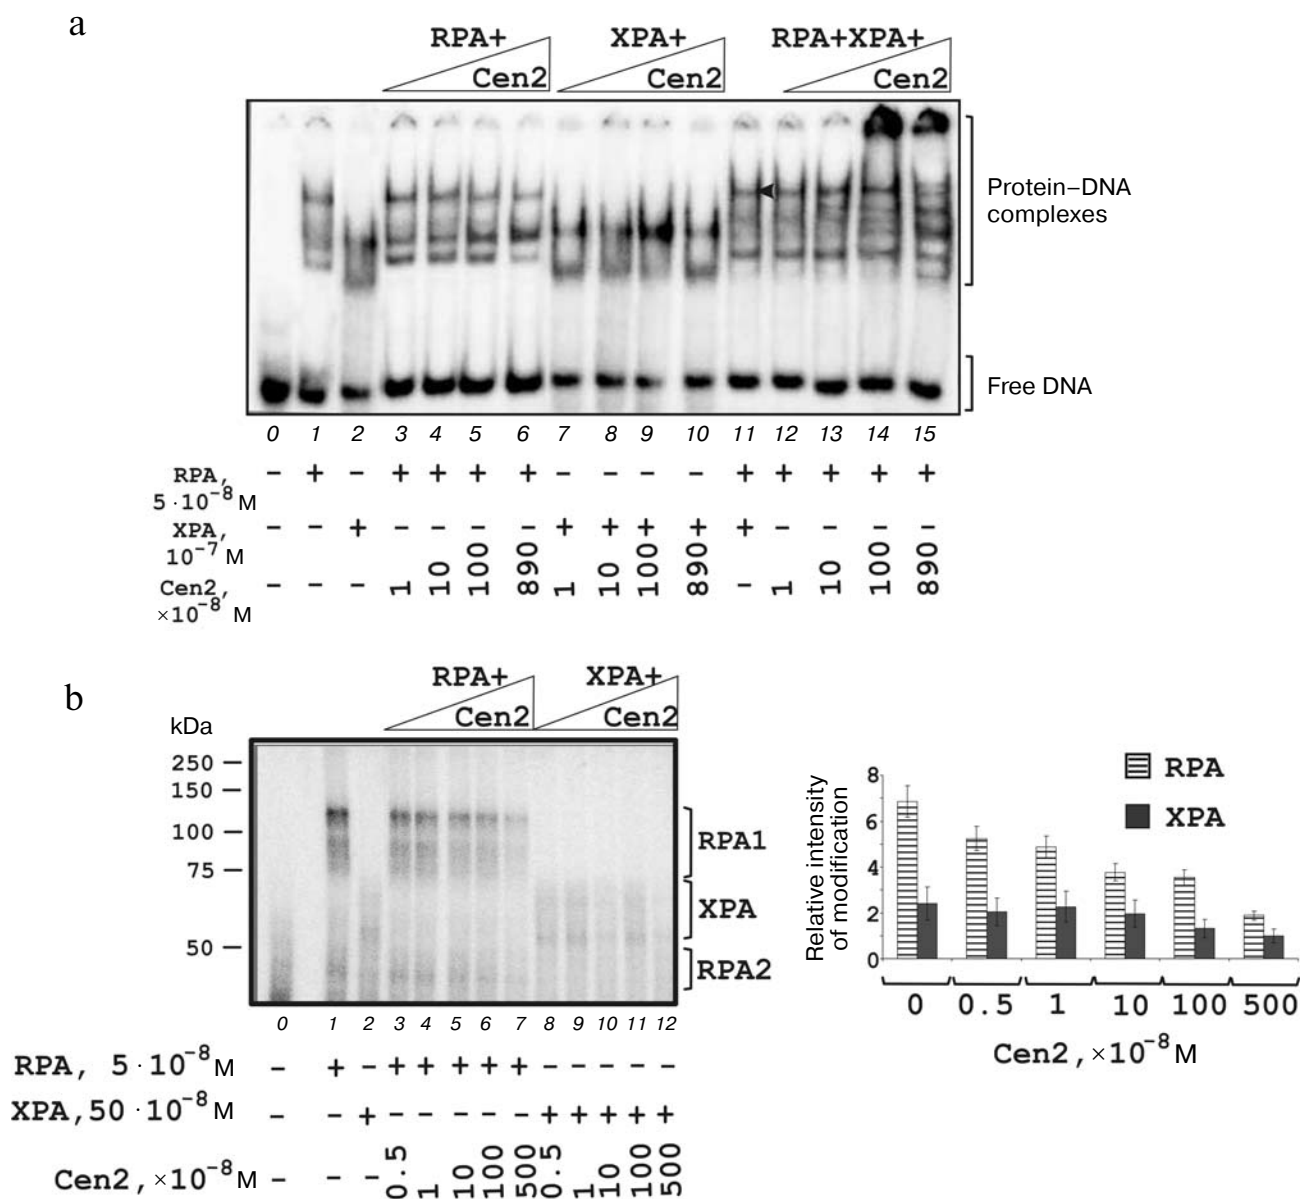 a
RPA+ XPA+ RPA+XPA+
Cen2 Cen2 Cen2
Protein–DNA
complexes
Free DNA
0 1 2 3 4 5 6 7 8 9 10 11 12 13 14 15
RPA, – + – + + + + – – – – + + + + +
5·10⁻⁸ M
XPA, – – + – – – – + + + + + – – – –
10⁻⁷ M
Cen2, – – – 1 10 100 890 1 10 100 890 – 1 10 100 890
×10⁻⁸ M
b
RPA+ XPA+
Cen2 Cen2
kDa
250
150
100
75
50
RPA1
XPA
RPA2
0 1 2 3 4 5 6 7 8 9 10 11 12
RPA, 5·10⁻⁸ M – + – + + + + + – – – – –
XPA, 50·10⁻⁸ M – – + – – – – – + + + + +
Cen2, ×10⁻⁸ M – – – 0.5 1 10 100 500 0.5 1 10 100 500
RPA
XPA
Relative intensity
of modification
8
6
4
2
0
0 0.5 1 10 100 500
Cen2, ×10⁻⁸ M